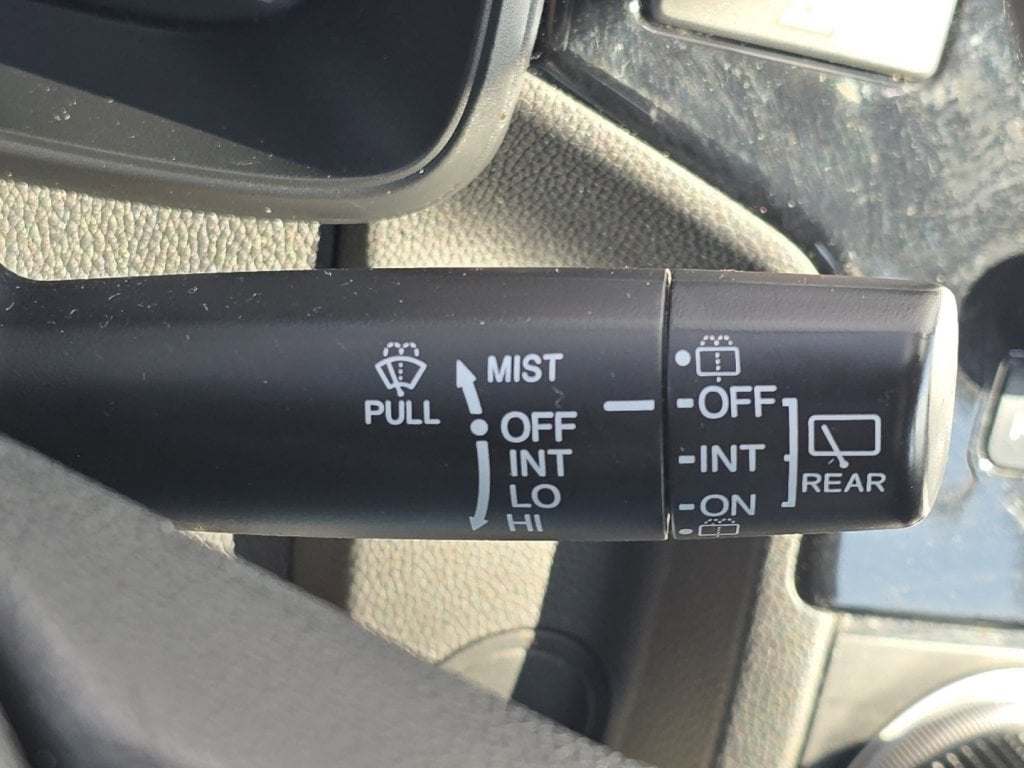 PULL
MIST
OFF
INT
LO
HI
OFF
INT
ON
REAR